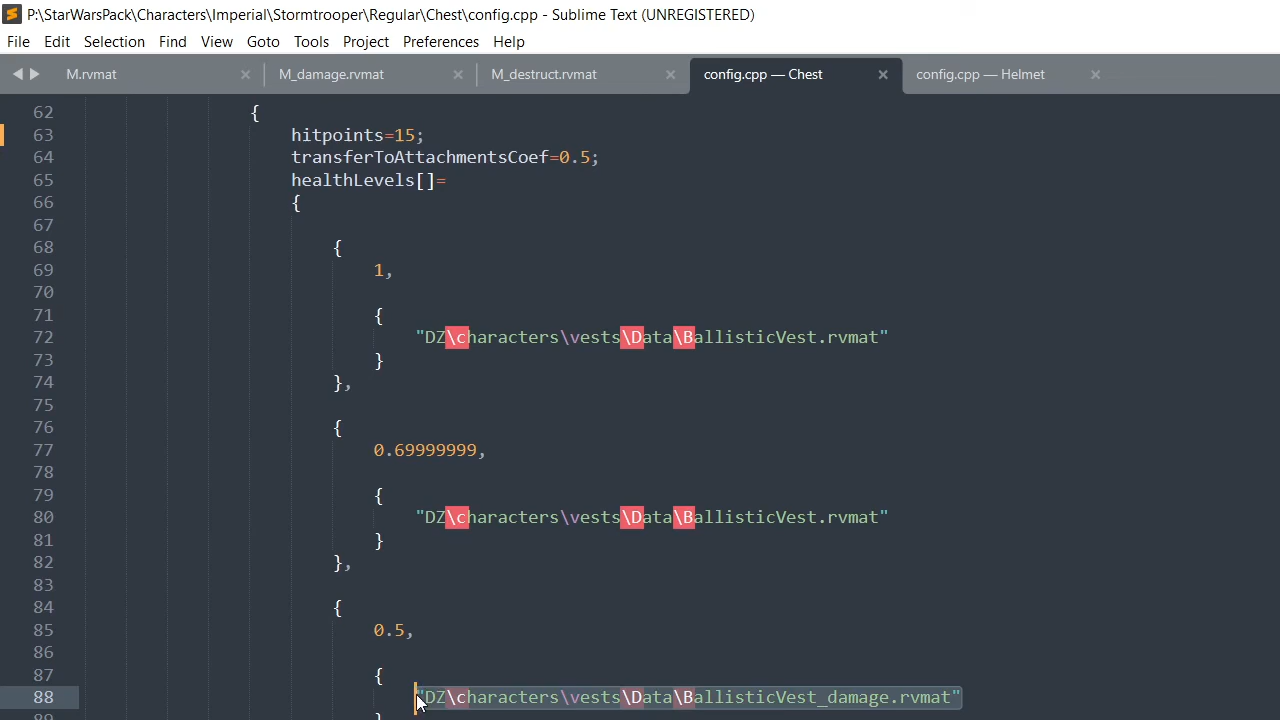 P:\StarWarsPack\Characters\Imperial\Stormtrooper\Regular\Chest\config.cpp - Sublime Text (UNREGISTERED)
File Edit Selection Find View Goto Tools Project Preferences Help
M.rvmat M_damage.rvmat M_destruct.rvmat config.cpp — Chest config.cpp — Helmet
62 {
63 hitpoints=15;
64 transferToAttachmentsCoef=0.5;
65 healthLevels[]=
66 {
67
68 {
69 1,
70
71 {
72 "DZ\characters\vests\Data\BallisticVest.rvmat"
73 }
74 },
75
76 {
77 0.69999999,
78
79 {
80 "DZ\characters\vests\Data\BallisticVest.rvmat"
81 }
82 },
83
84 {
85 0.5,
86
87 {
88 "DZ\characters\vests\Data\BallisticVest_damage.rvmat"
89 }